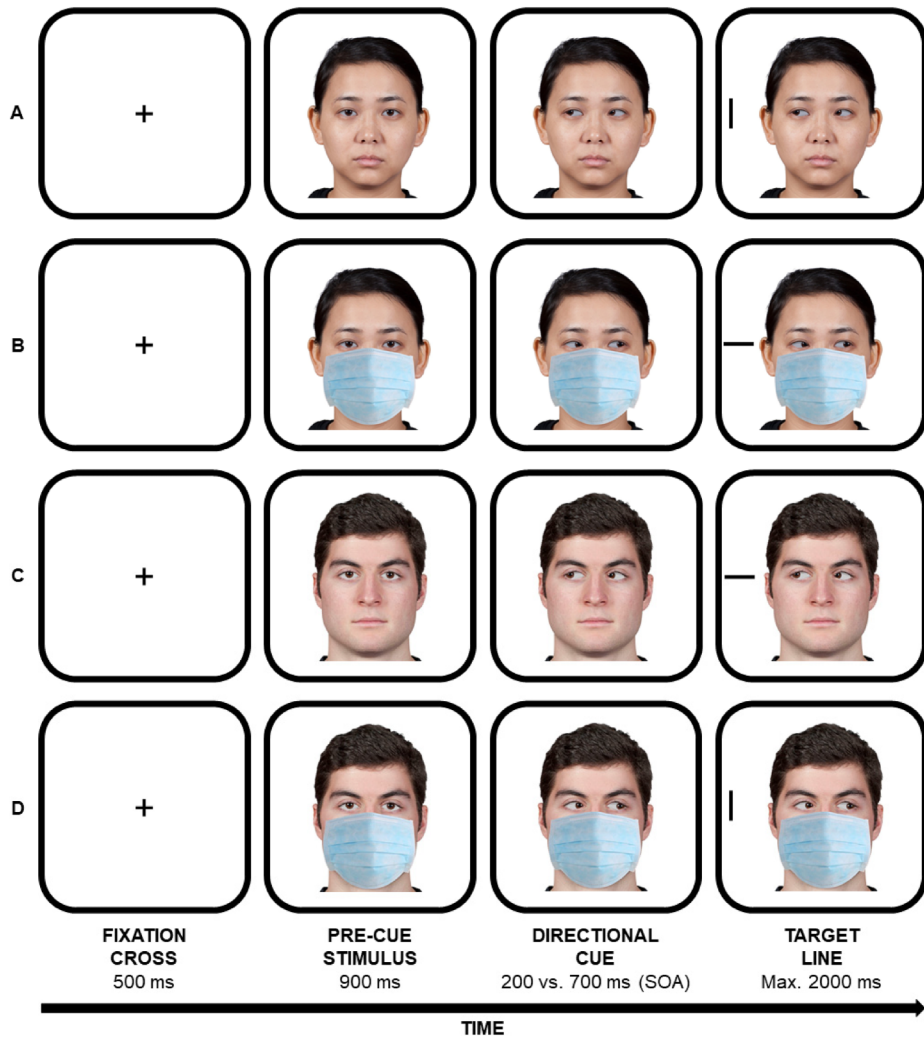 A
B
C
D
FIXATION
CROSS
500 ms
PRE-CUE
STIMULUS
900 ms
DIRECTIONAL
CUE
200 vs. 700 ms (SOA)
TARGET
LINE
Max. 2000 ms
TIME